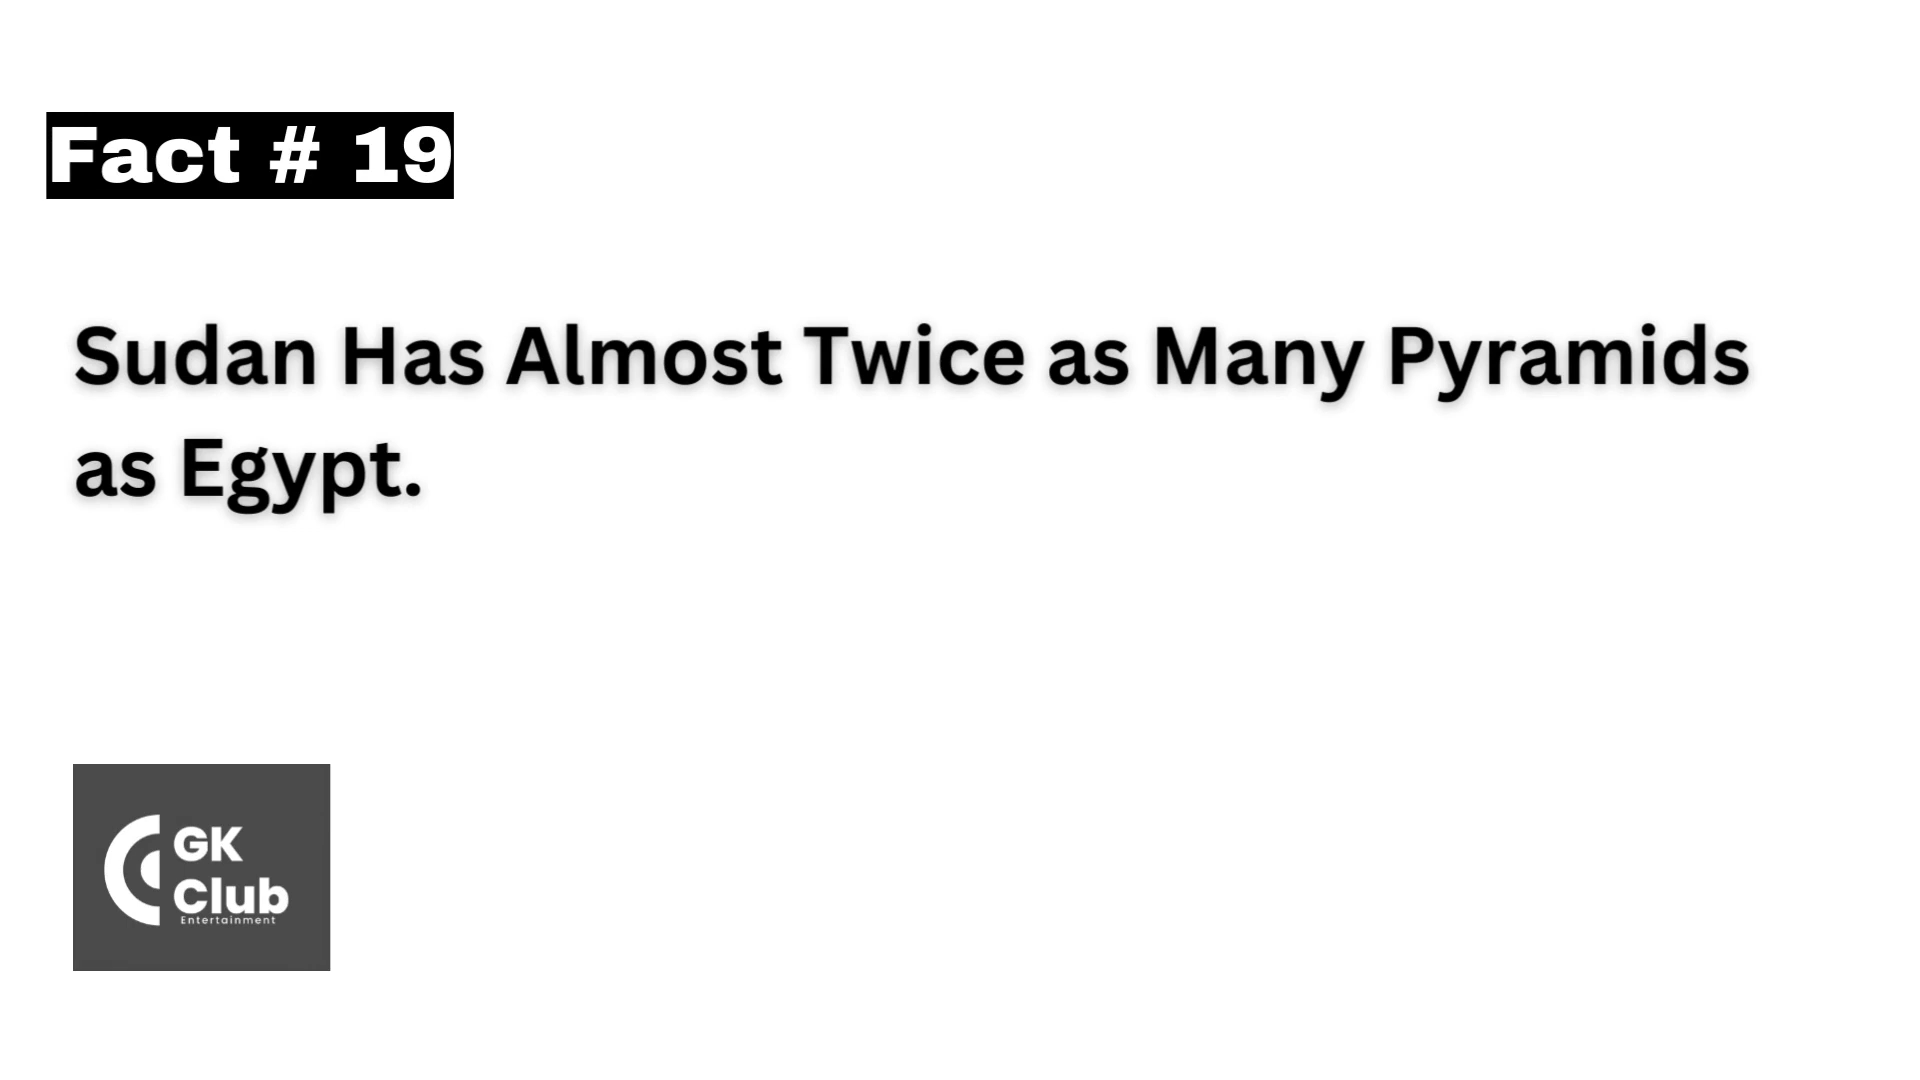 Fact # 19
Sudan Has Almost Twice as Many Pyramids
as Egypt.
GK
Club
Entertainment